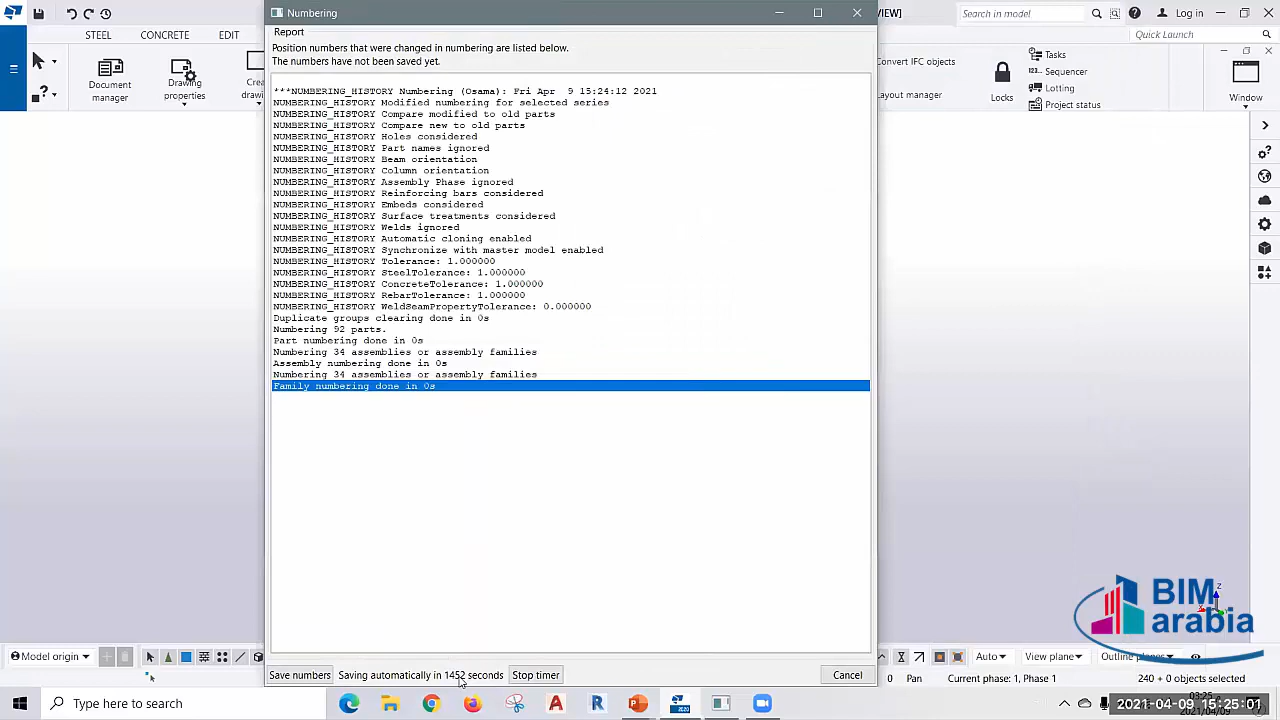 Numbering
VIEW]
Search in model
Log in
STEEL
CONCRETE
EDIT
Quick Launch
Document manager
Drawing properties
Convert IFC objects
Layout manager
Locks
Tasks
Sequencer
Lotting
Project status
Window
Report
Position numbers that were changed in numbering are listed below.
The numbers have not been saved yet.
***NUMBERING_HISTORY Numbering (Osama): Fri Apr  9 15:24:12 2021
NUMBERING_HISTORY Modified numbering for selected series
NUMBERING_HISTORY Compare modified to old parts
NUMBERING_HISTORY Compare new to old parts
NUMBERING_HISTORY Holes considered
NUMBERING_HISTORY Part names ignored
NUMBERING_HISTORY Beam orientation
NUMBERING_HISTORY Column orientation
NUMBERING_HISTORY Assembly Phase ignored
NUMBERING_HISTORY Reinforcing bars considered
NUMBERING_HISTORY Embeds considered
NUMBERING_HISTORY Surface treatments considered
NUMBERING_HISTORY Welds ignored
NUMBERING_HISTORY Automatic cloning enabled
NUMBERING_HISTORY Synchronize with master model enabled
NUMBERING_HISTORY Tolerance: 1.000000
NUMBERING_HISTORY SteelTolerance: 1.000000
NUMBERING_HISTORY ConcreteTolerance: 1.000000
NUMBERING_HISTORY RebarTolerance: 1.000000
NUMBERING_HISTORY WeldSeamPropertyTolerance: 0.000000
Duplicate groups clearing done in 0s
Numbering 92 parts.
Part numbering done in 0s
Numbering 34 assemblies or assembly families
Assembly numbering done in 0s
Numbering 34 assemblies or assembly families
Family numbering done in 0s
BIM
arabia
Model origin
Auto
View plane
Outline planes
Save numbers
Saving automatically in 1452 seconds
Stop timer
Cancel
Pan
Current phase: 1, Phase 1
240 + 0 objects selected
Type here to search
2021-04-09 15:25:01